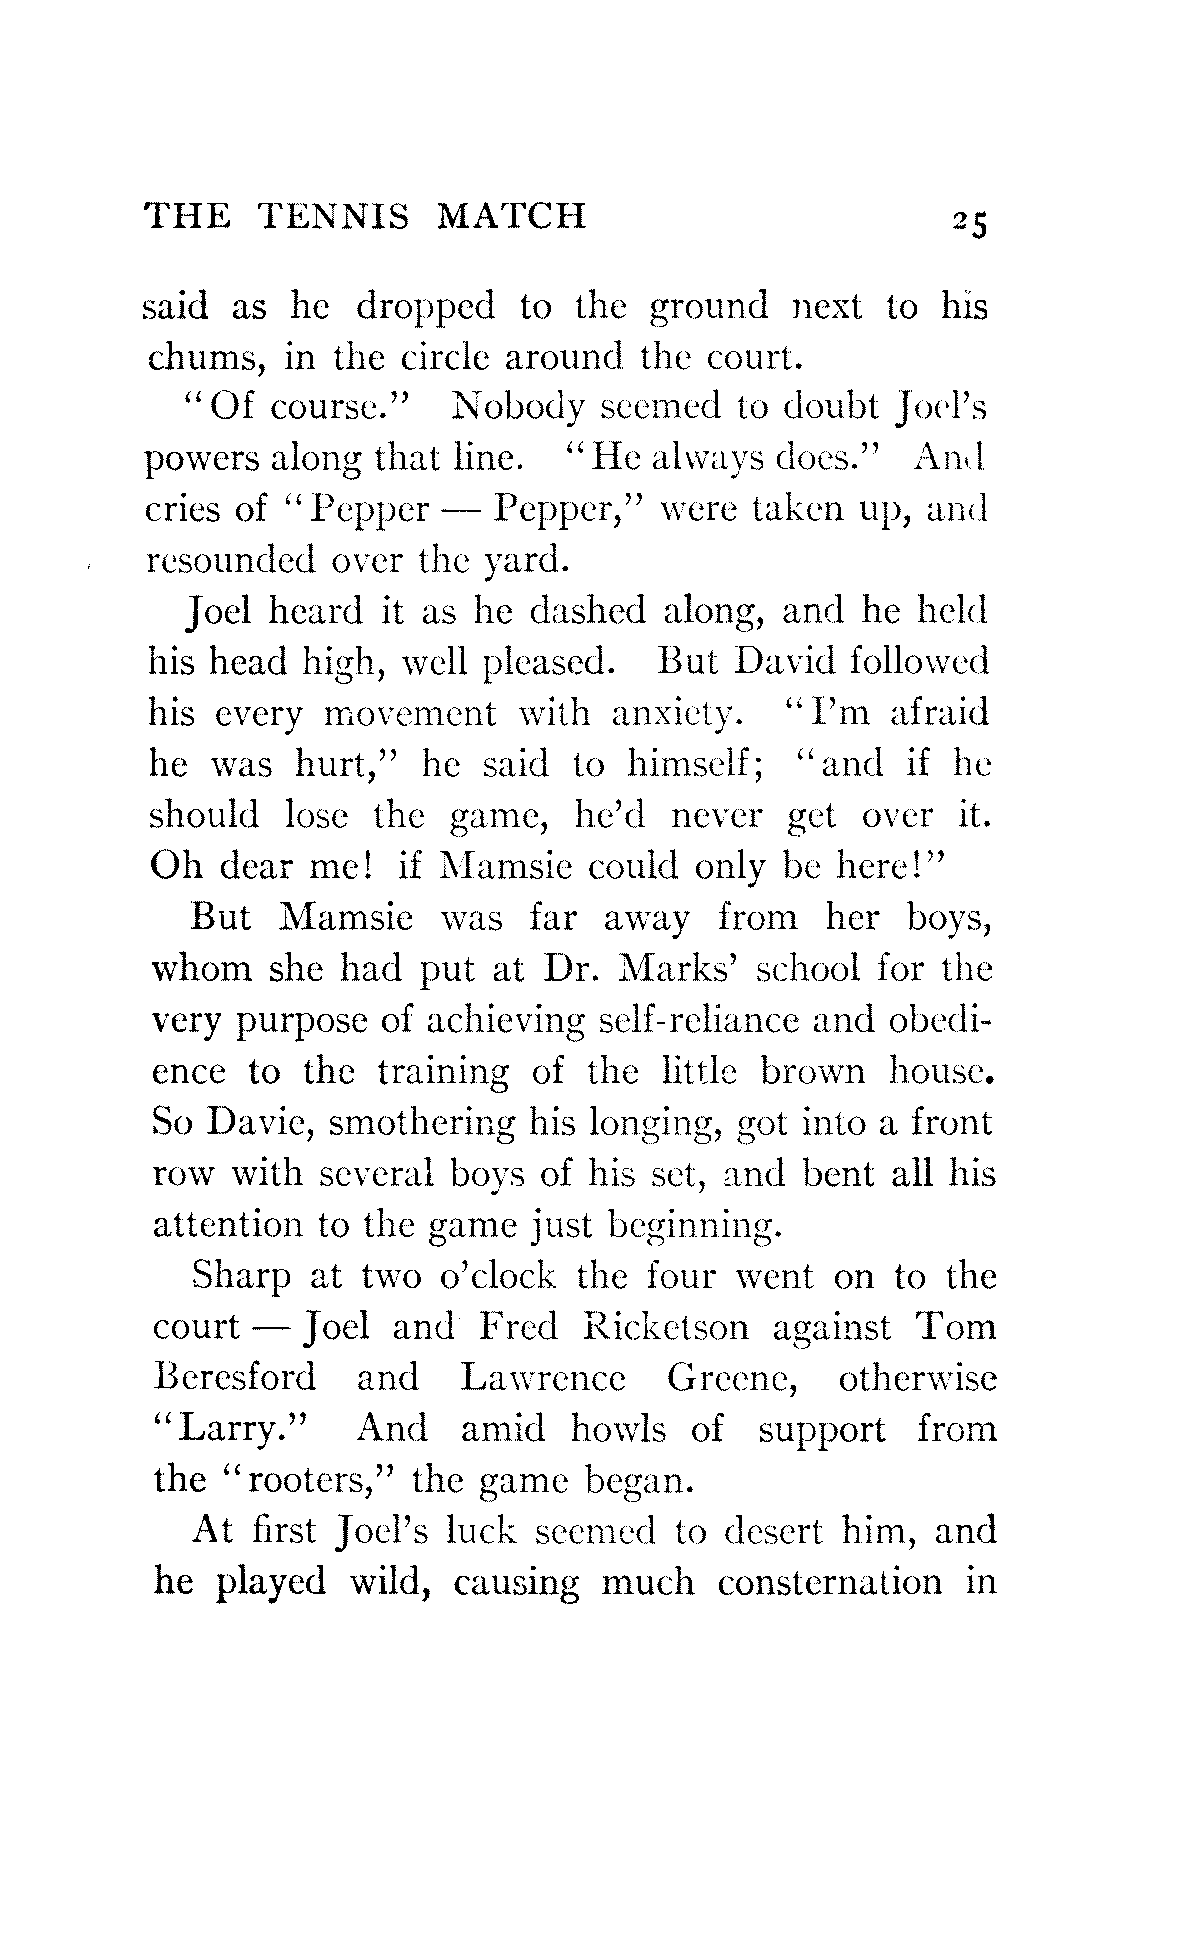 THE TENNIS MATCH 25
said as he dropped to the ground next to his
chums, in the circle around the court.
"Of course." Nobody seemed to doubt Joel's
powers along that line. "He always does." And
cries of "Pepper — Pepper," were taken up, and
resounded over the yard.
Joel heard it as he dashed along, and he held
his head high, well pleased. But David followed
his every movement with anxiety. "I'm afraid
he was hurt," he said to himself; "and if he
should lose the game, he'd never get over it.
Oh dear me! if Mamsie could only be here!"
But Mamsie was far away from her boys,
whom she had put at Dr. Marks' school for the
very purpose of achieving self-reliance and obedi-
ence to the training of the little brown house.
So Davie, smothering his longing, got into a front
row with several boys of his set, and bent all his
attention to the game just beginning.
Sharp at two o'clock the four went on to the
court — Joel and Fred Ricketson against Tom
Beresford and Lawrence Greene, otherwise
"Larry." And amid howls of support from
the "rooters," the game began.
At first Joel's luck seemed to desert him, and
he played wild, causing much consternation in